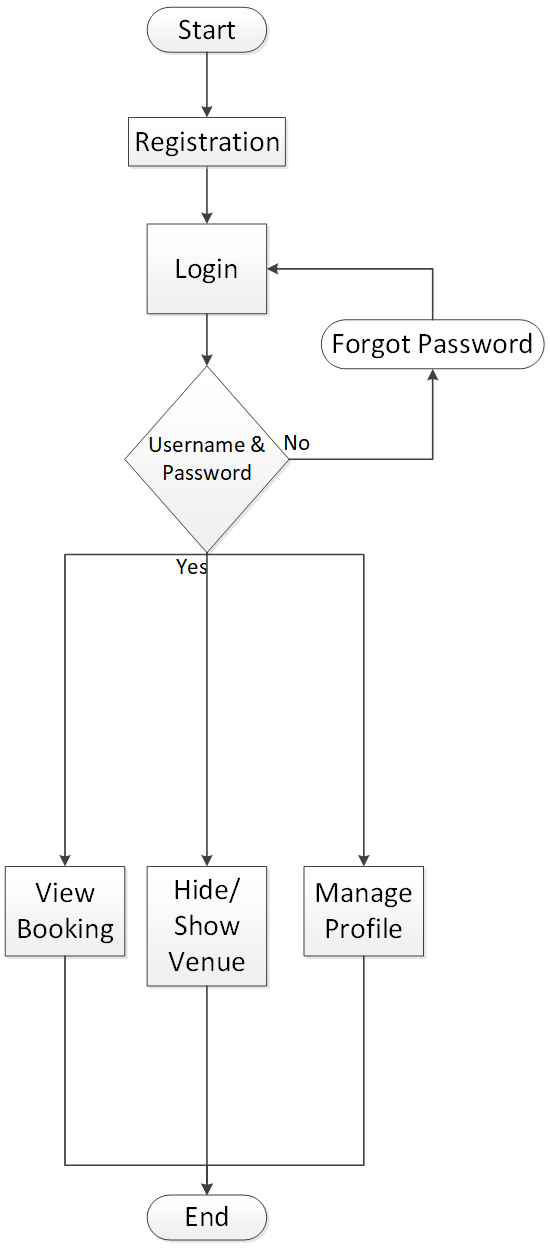 Start
Registration
Login
Forgot Password
Username &
Password
No
Yes
View
Booking
Hide/
Show
Venue
Manage
Profile
End